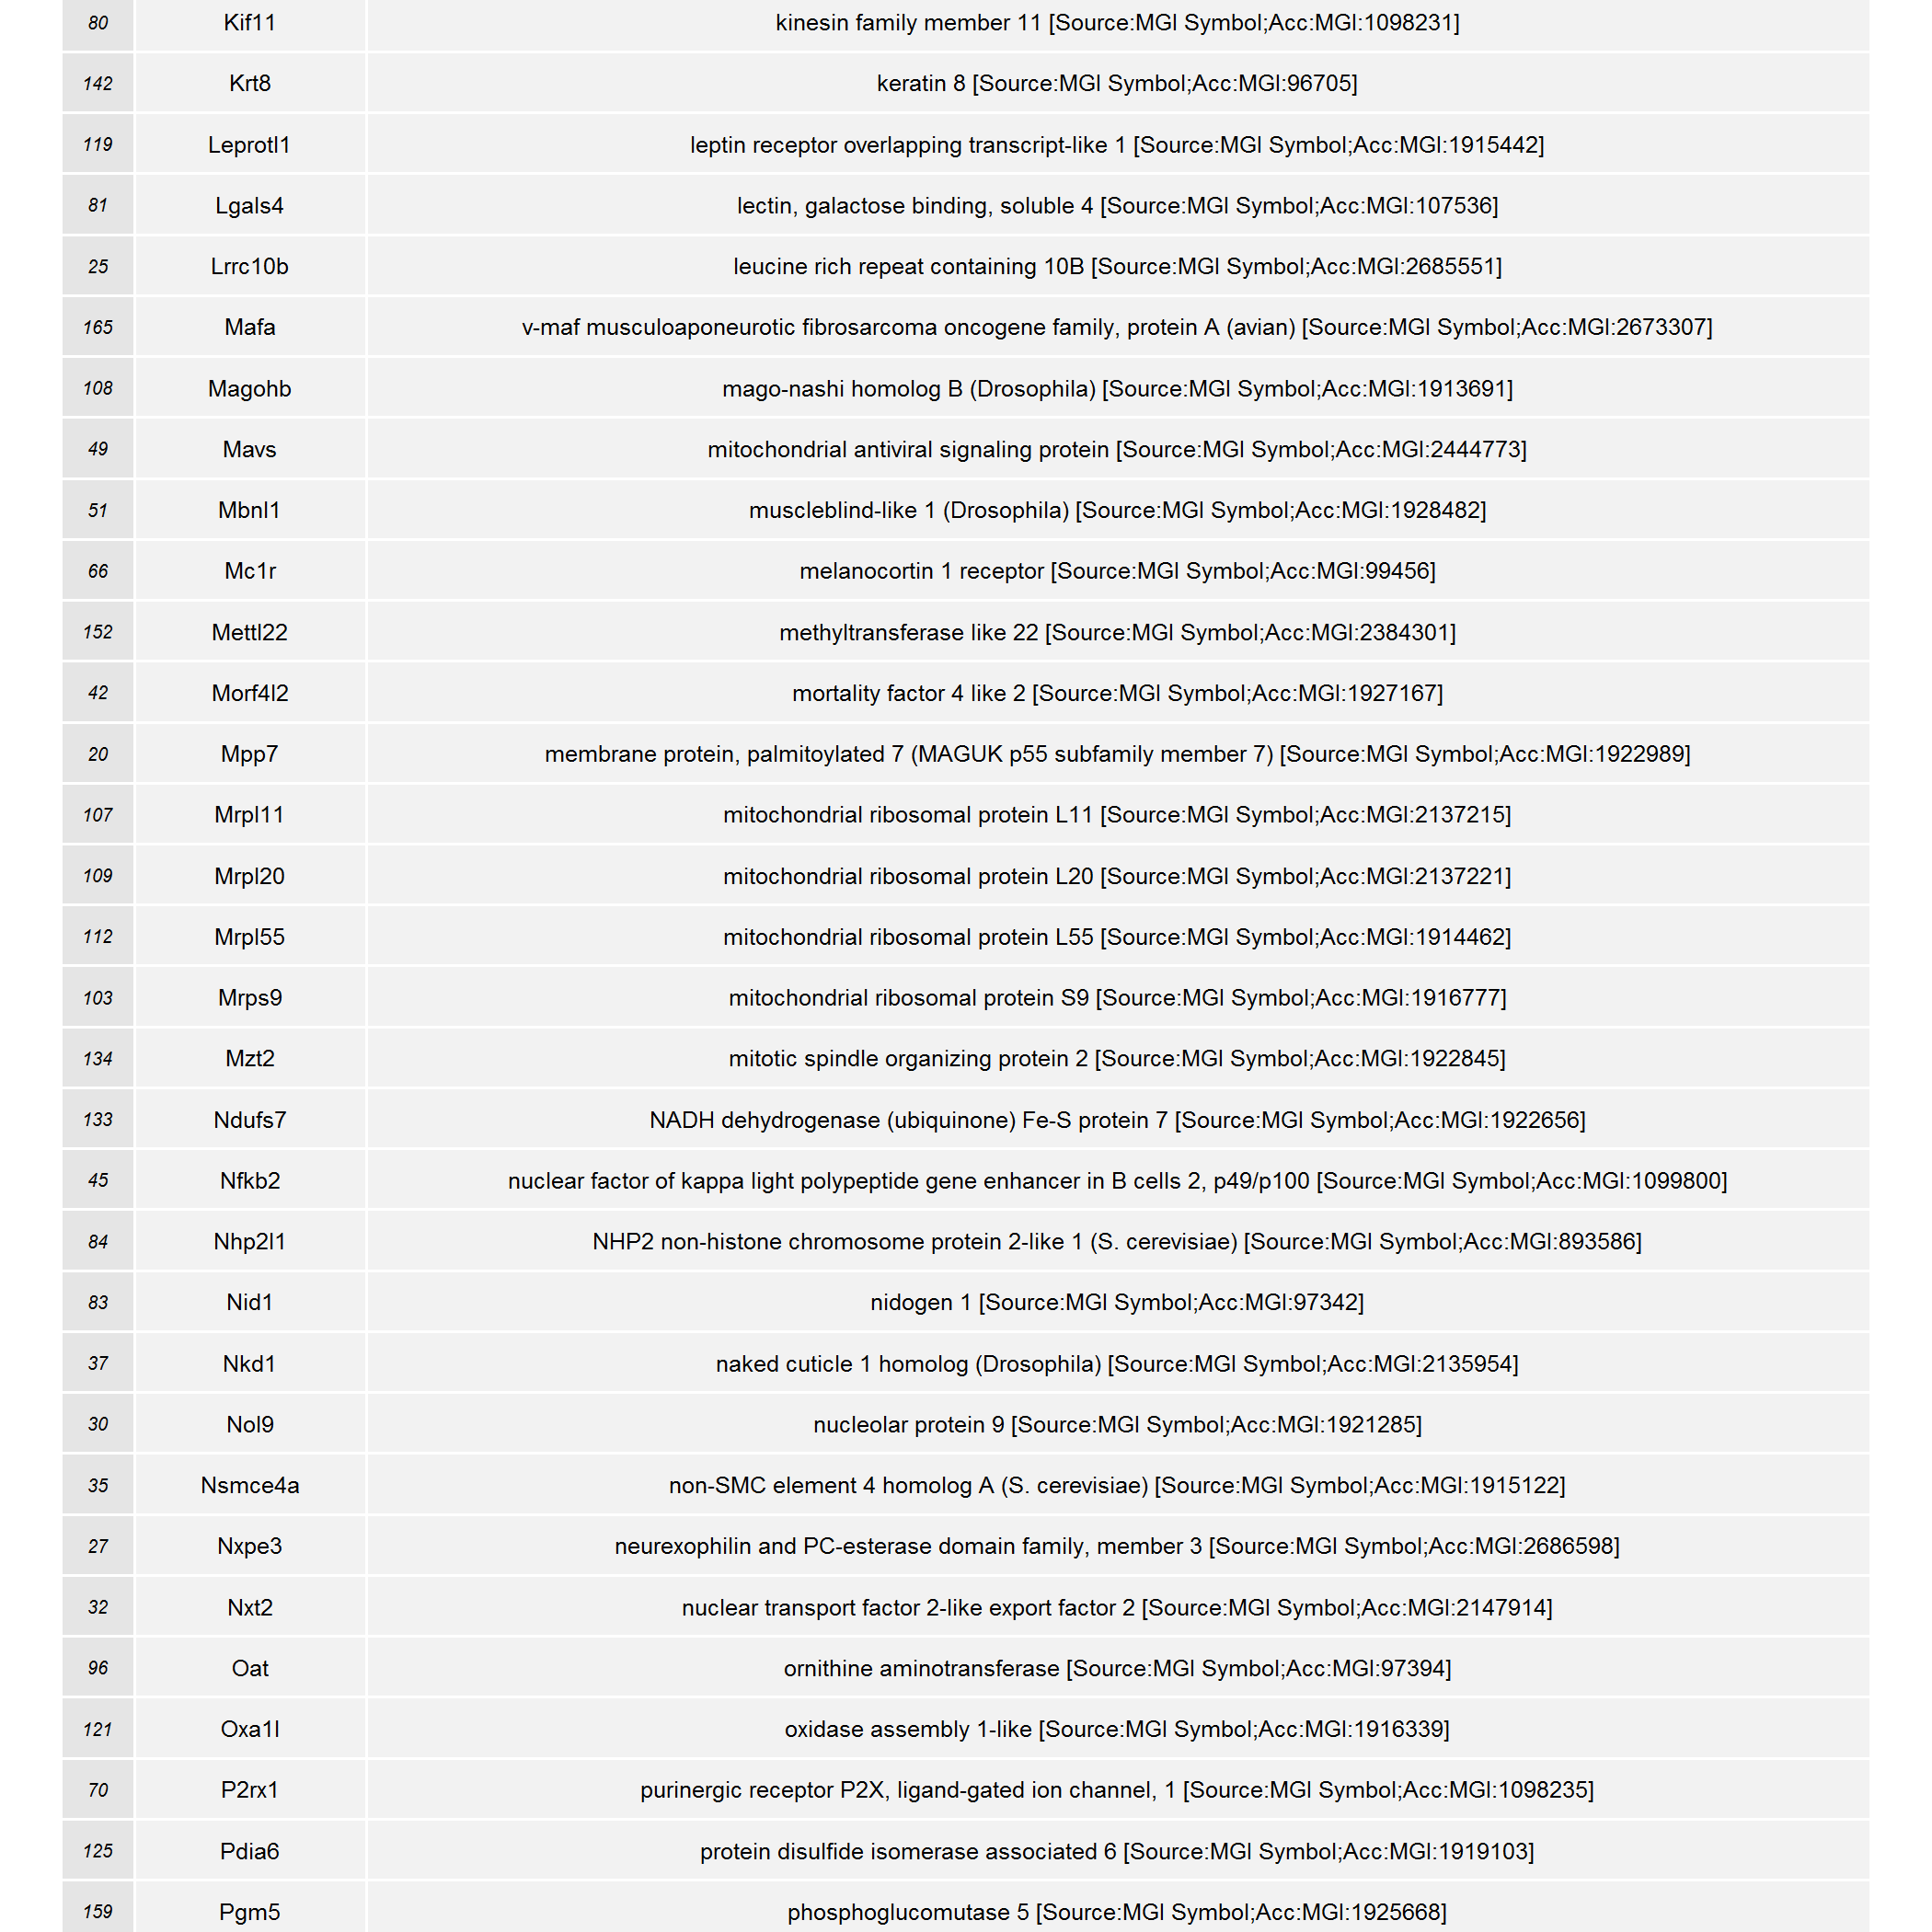 80 Kif11 kinesin family member 11 [Source:MGI Symbol;Acc:MGI:1098231]
142 Krt8 keratin 8 [Source:MGI Symbol;Acc:MGI:96705]
119 Leprotl1 leptin receptor overlapping transcript-like 1 [Source:MGI Symbol;Acc:MGI:1915442]
81 Lgals4 lectin, galactose binding, soluble 4 [Source:MGI Symbol;Acc:MGI:107536]
25 Lrrc10b leucine rich repeat containing 10B [Source:MGI Symbol;Acc:MGI:2685551]
165 Mafa v-maf musculoaponeurotic fibrosarcoma oncogene family, protein A (avian) [Source:MGI Symbol;Acc:MGI:2673307]
108 Magohb mago-nashi homolog B (Drosophila) [Source:MGI Symbol;Acc:MGI:1913691]
49 Mavs mitochondrial antiviral signaling protein [Source:MGI Symbol;Acc:MGI:2444773]
51 Mbnl1 muscleblind-like 1 (Drosophila) [Source:MGI Symbol;Acc:MGI:1928482]
66 Mc1r melanocortin 1 receptor [Source:MGI Symbol;Acc:MGI:99456]
152 Mettl22 methyltransferase like 22 [Source:MGI Symbol;Acc:MGI:2384301]
42 Morf4l2 mortality factor 4 like 2 [Source:MGI Symbol;Acc:MGI:1927167]
20 Mpp7 membrane protein, palmitoylated 7 (MAGUK p55 subfamily member 7) [Source:MGI Symbol;Acc:MGI:1922989]
107 Mrpl11 mitochondrial ribosomal protein L11 [Source:MGI Symbol;Acc:MGI:2137215]
109 Mrpl20 mitochondrial ribosomal protein L20 [Source:MGI Symbol;Acc:MGI:2137221]
112 Mrpl55 mitochondrial ribosomal protein L55 [Source:MGI Symbol;Acc:MGI:1914462]
103 Mrps9 mitochondrial ribosomal protein S9 [Source:MGI Symbol;Acc:MGI:1916777]
134 Mzt2 mitotic spindle organizing protein 2 [Source:MGI Symbol;Acc:MGI:1922845]
133 Ndufs7 NADH dehydrogenase (ubiquinone) Fe-S protein 7 [Source:MGI Symbol;Acc:MGI:1922656]
45 Nfkb2 nuclear factor of kappa light polypeptide gene enhancer in B cells 2, p49/p100 [Source:MGI Symbol;Acc:MGI:1099800]
84 Nhp2l1 NHP2 non-histone chromosome protein 2-like 1 (S. cerevisiae) [Source:MGI Symbol;Acc:MGI:893586]
83 Nid1 nidogen 1 [Source:MGI Symbol;Acc:MGI:97342]
37 Nkd1 naked cuticle 1 homolog (Drosophila) [Source:MGI Symbol;Acc:MGI:2135954]
30 Nol9 nucleolar protein 9 [Source:MGI Symbol;Acc:MGI:1921285]
35 Nsmce4a non-SMC element 4 homolog A (S. cerevisiae) [Source:MGI Symbol;Acc:MGI:1915122]
27 Nxpe3 neurexophilin and PC-esterase domain family, member 3 [Source:MGI Symbol;Acc:MGI:2686598]
32 Nxt2 nuclear transport factor 2-like export factor 2 [Source:MGI Symbol;Acc:MGI:2147914]
96 Oat ornithine aminotransferase [Source:MGI Symbol;Acc:MGI:97394]
121 Oxa1l oxidase assembly 1-like [Source:MGI Symbol;Acc:MGI:1916339]
70 P2rx1 purinergic receptor P2X, ligand-gated ion channel, 1 [Source:MGI Symbol;Acc:MGI:1098235]
125 Pdia6 protein disulfide isomerase associated 6 [Source:MGI Symbol;Acc:MGI:1919103]
159 Pgm5 phosphoglucomutase 5 [Source:MGI Symbol;Acc:MGI:1925668]